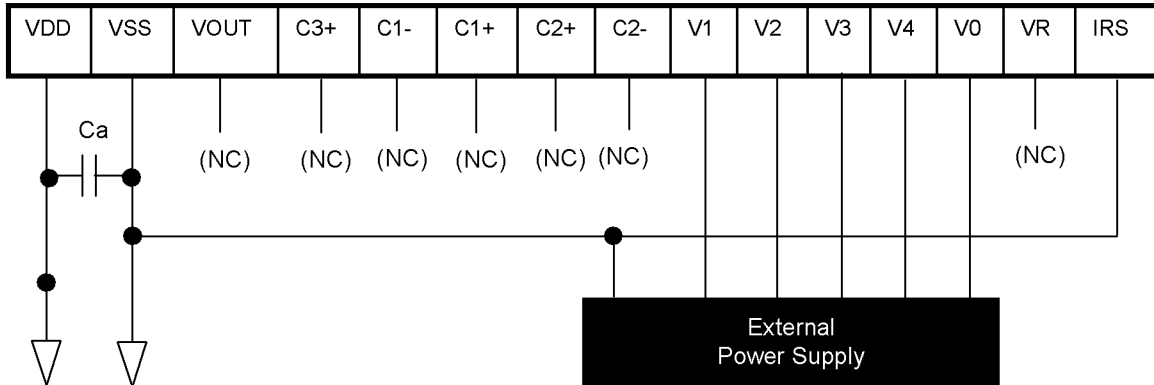 VDD VSS VOUT C3+ C1- C1+ C2+ C2- V1 V2 V3 V4 V0 VR IRS
Ca
(NC) (NC) (NC) (NC) (NC) (NC) (NC)
External
Power Supply